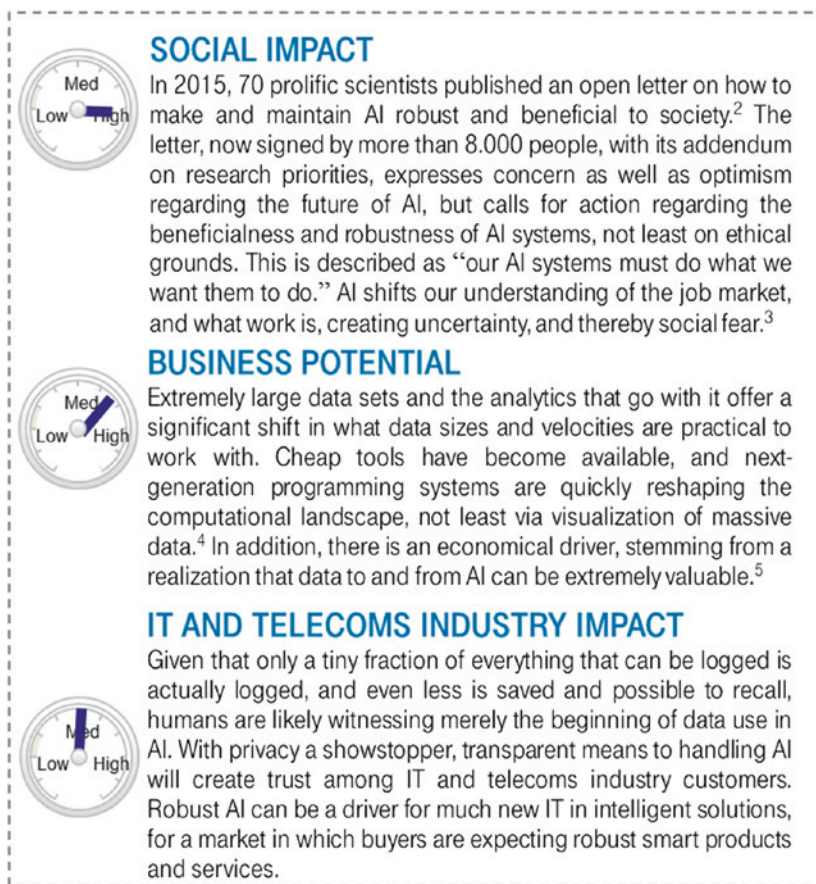 SOCIAL IMPACT
Med
Low High
In 2015, 70 prolific scientists published an open letter on how to
make and maintain AI robust and beneficial to society.2 The
letter, now signed by more than 8.000 people, with its addendum
on research priorities, expresses concern as well as optimism
regarding the future of AI, but calls for action regarding the
beneficialness and robustness of AI systems, not least on ethical
grounds. This is described as “our AI systems must do what we
want them to do.” AI shifts our understanding of the job market,
and what work is, creating uncertainty, and thereby social fear.3
BUSINESS POTENTIAL
Med
Low High
Extremely large data sets and the analytics that go with it offer a
significant shift in what data sizes and velocities are practical to
work with. Cheap tools have become available, and next-
generation programming systems are quickly reshaping the
computational landscape, not least via visualization of massive
data.4 In addition, there is an economical driver, stemming from a
realization that data to and from AI can be extremely valuable.5
IT AND TELECOMS INDUSTRY IMPACT
Med
Low High
Given that only a tiny fraction of everything that can be logged is
actually logged, and even less is saved and possible to recall,
humans are likely witnessing merely the beginning of data use in
AI. With privacy a showstopper, transparent means to handling AI
will create trust among IT and telecoms industry customers.
Robust AI can be a driver for much new IT in intelligent solutions,
for a market in which buyers are expecting robust smart products
and services.